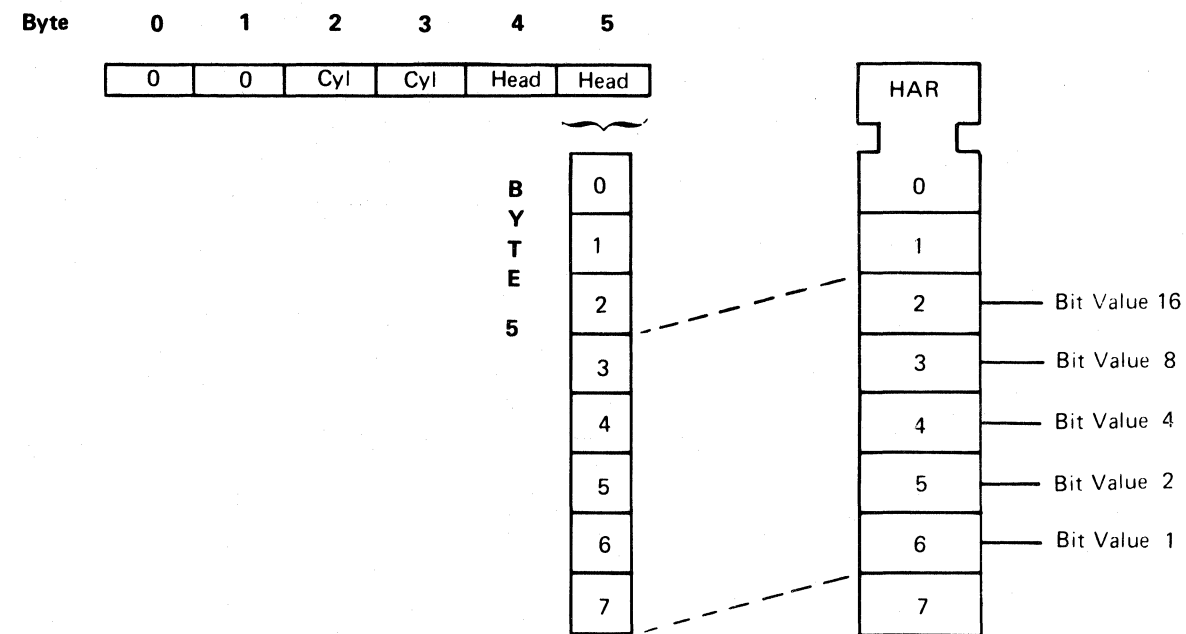 Byte 0 1 2 3 4 5
0 0 Cyl Cyl Head Head
HAR
BYTE 5
0
1
2
3
4
5
6
7
0
1
2 Bit Value 16
3 Bit Value 8
4 Bit Value 4
5 Bit Value 2
6 Bit Value 1
7